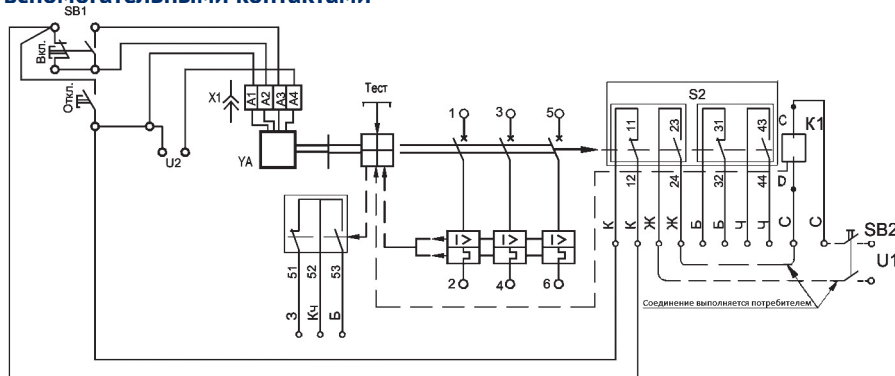 вспомогательными контактами
SB1
Вкл.
Откл.
X1
A1
A2
A3
A4
U2
YA
Тест
1
3
5
2
4
6
I>
I>
I>
51
52
53
З
Кч
Б
S2
11
23
31
43
12
24
32
44
C
D
K1
К
К
Ж
Ж
Б
Б
Ч
Ч
С
С
SB2
U1
Соединение выполняется потребителем